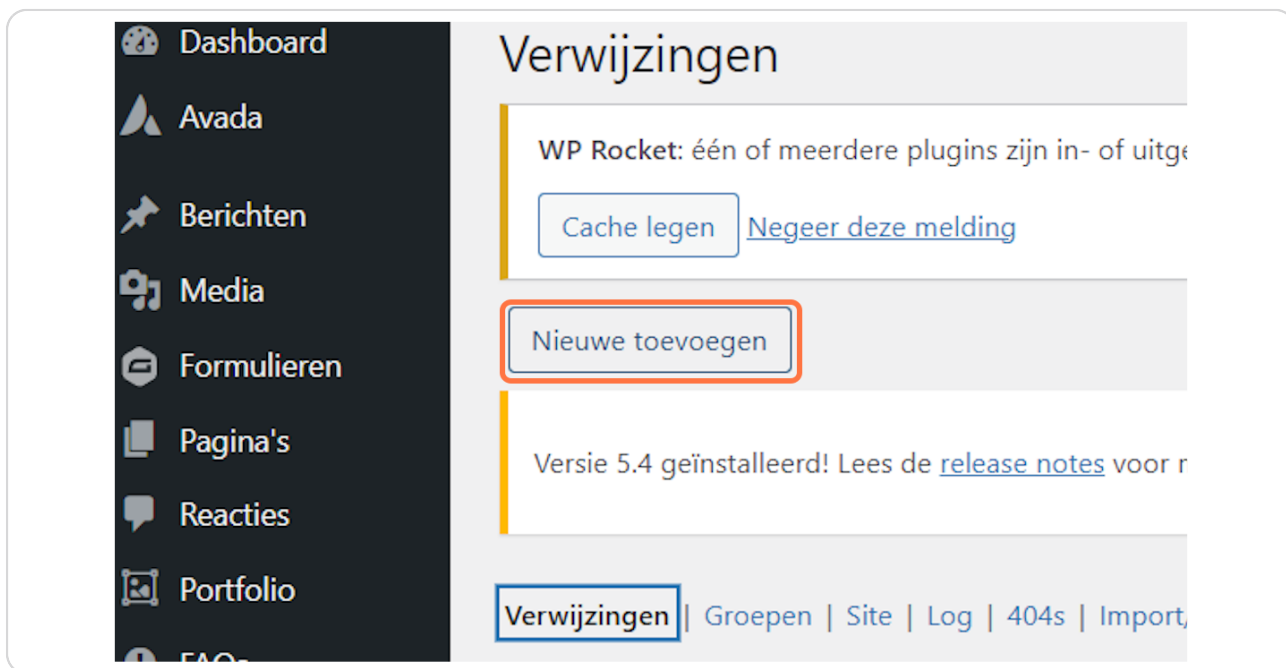 Dashboard
Avada
Berichten
Media
Formulieren
Pagina's
Reacties
Portfolio
FAQs
Verwijzingen
WP Rocket: één of meerdere plugins zijn in- of uitge
Cache legen Negeer deze melding
Nieuwe toevoegen
Versie 5.4 geïnstalleerd! Lees de release notes voor
Verwijzingen | Groepen | Site | Log | 404s | Import/